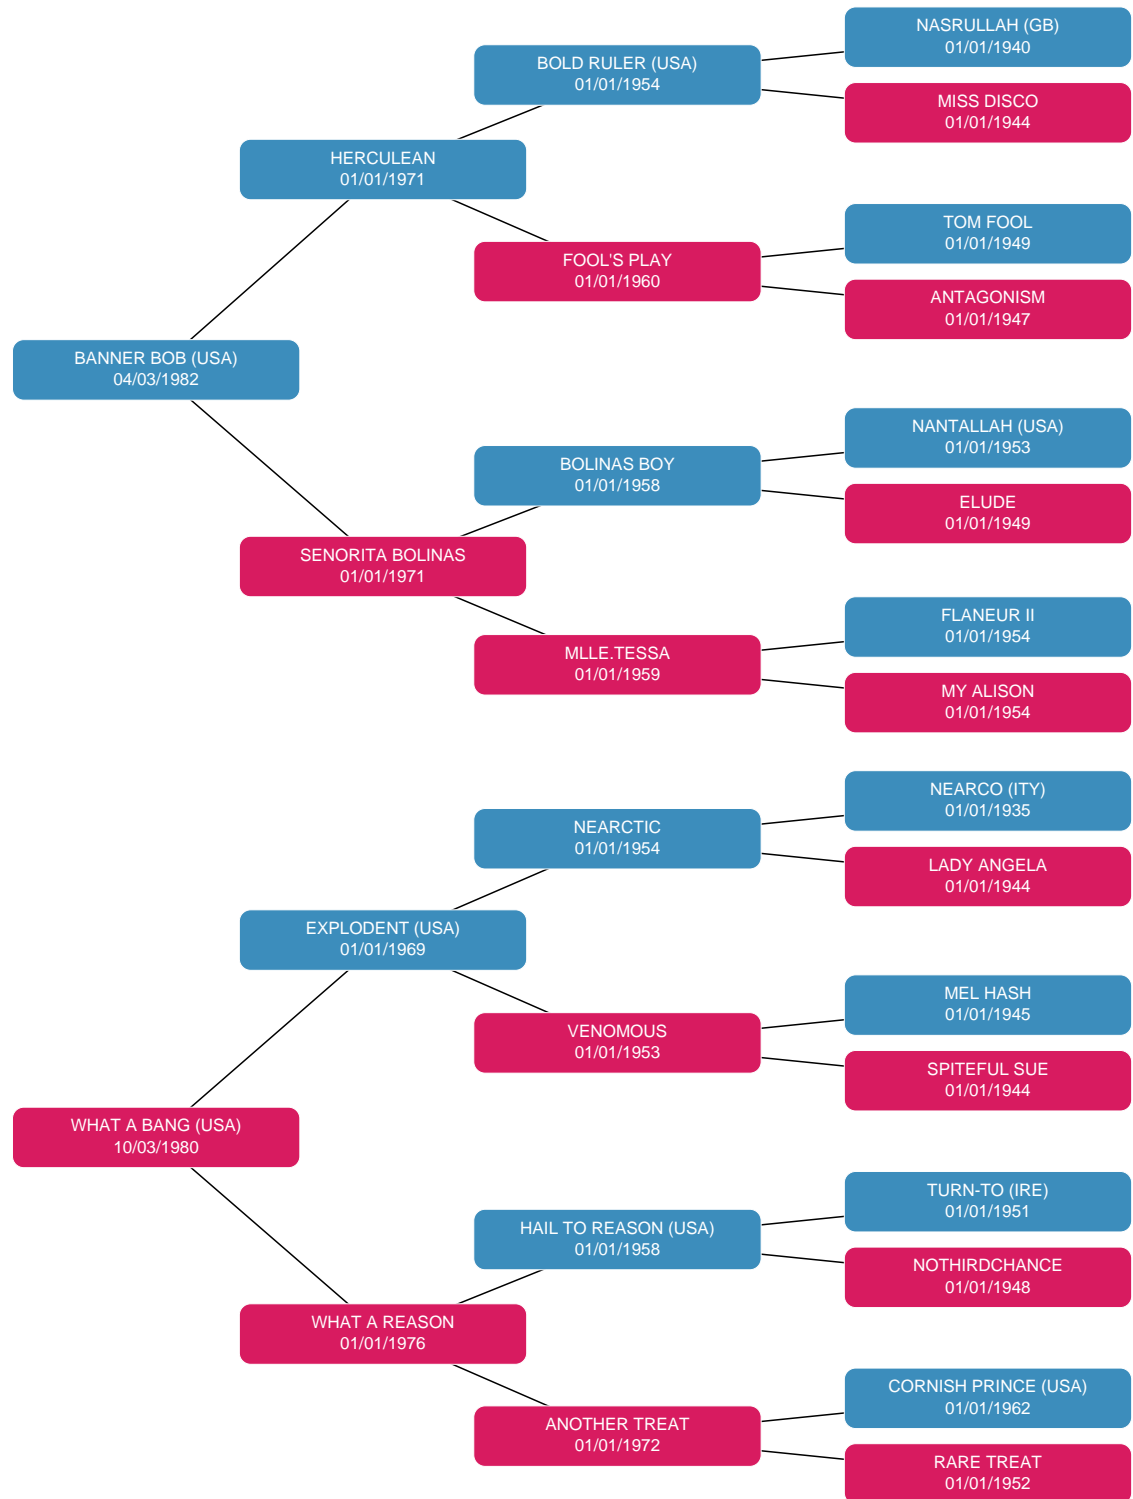 NASRULLAH (GB)
01/01/1940
BOLD RULER (USA)
01/01/1954
MISS DISCO
01/01/1944
HERCULEAN
01/01/1971
TOM FOOL
01/01/1949
FOOL'S PLAY
01/01/1960
ANTAGONISM
01/01/1947
BANNER BOB (USA)
04/03/1982
NANTALLAH (USA)
01/01/1953
BOLINAS BOY
01/01/1958
ELUDE
01/01/1949
SENORITA BOLINAS
01/01/1971
FLANEUR II
01/01/1954
MLLE.TESSA
01/01/1959
MY ALISON
01/01/1954
NEARCO (ITY)
01/01/1935
NEARCTIC
01/01/1954
LADY ANGELA
01/01/1944
EXPLODENT (USA)
01/01/1969
MEL HASH
01/01/1945
VENOMOUS
01/01/1953
SPITEFUL SUE
01/01/1944
WHAT A BANG (USA)
10/03/1980
TURN-TO (IRE)
01/01/1951
HAIL TO REASON (USA)
01/01/1958
NOTHIRDCHANCE
01/01/1948
WHAT A REASON
01/01/1976
CORNISH PRINCE (USA)
01/01/1962
ANOTHER TREAT
01/01/1972
RARE TREAT
01/01/1952